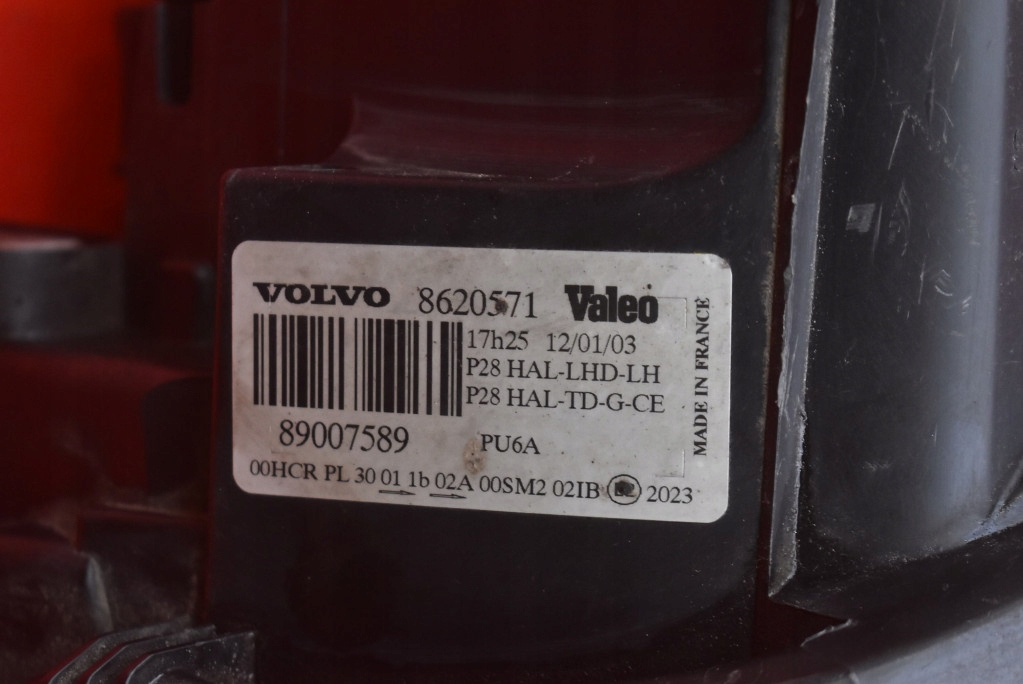 VOLVO 8620571 Valeo
17h25 12/01/03
P28 HAL-LHD-LH
P28 HAL-TD-G-CE
89007589 PU6A
00HCR PL 30 01 1b 02A 00SM2 02IB 2023
MADE IN FRANCE